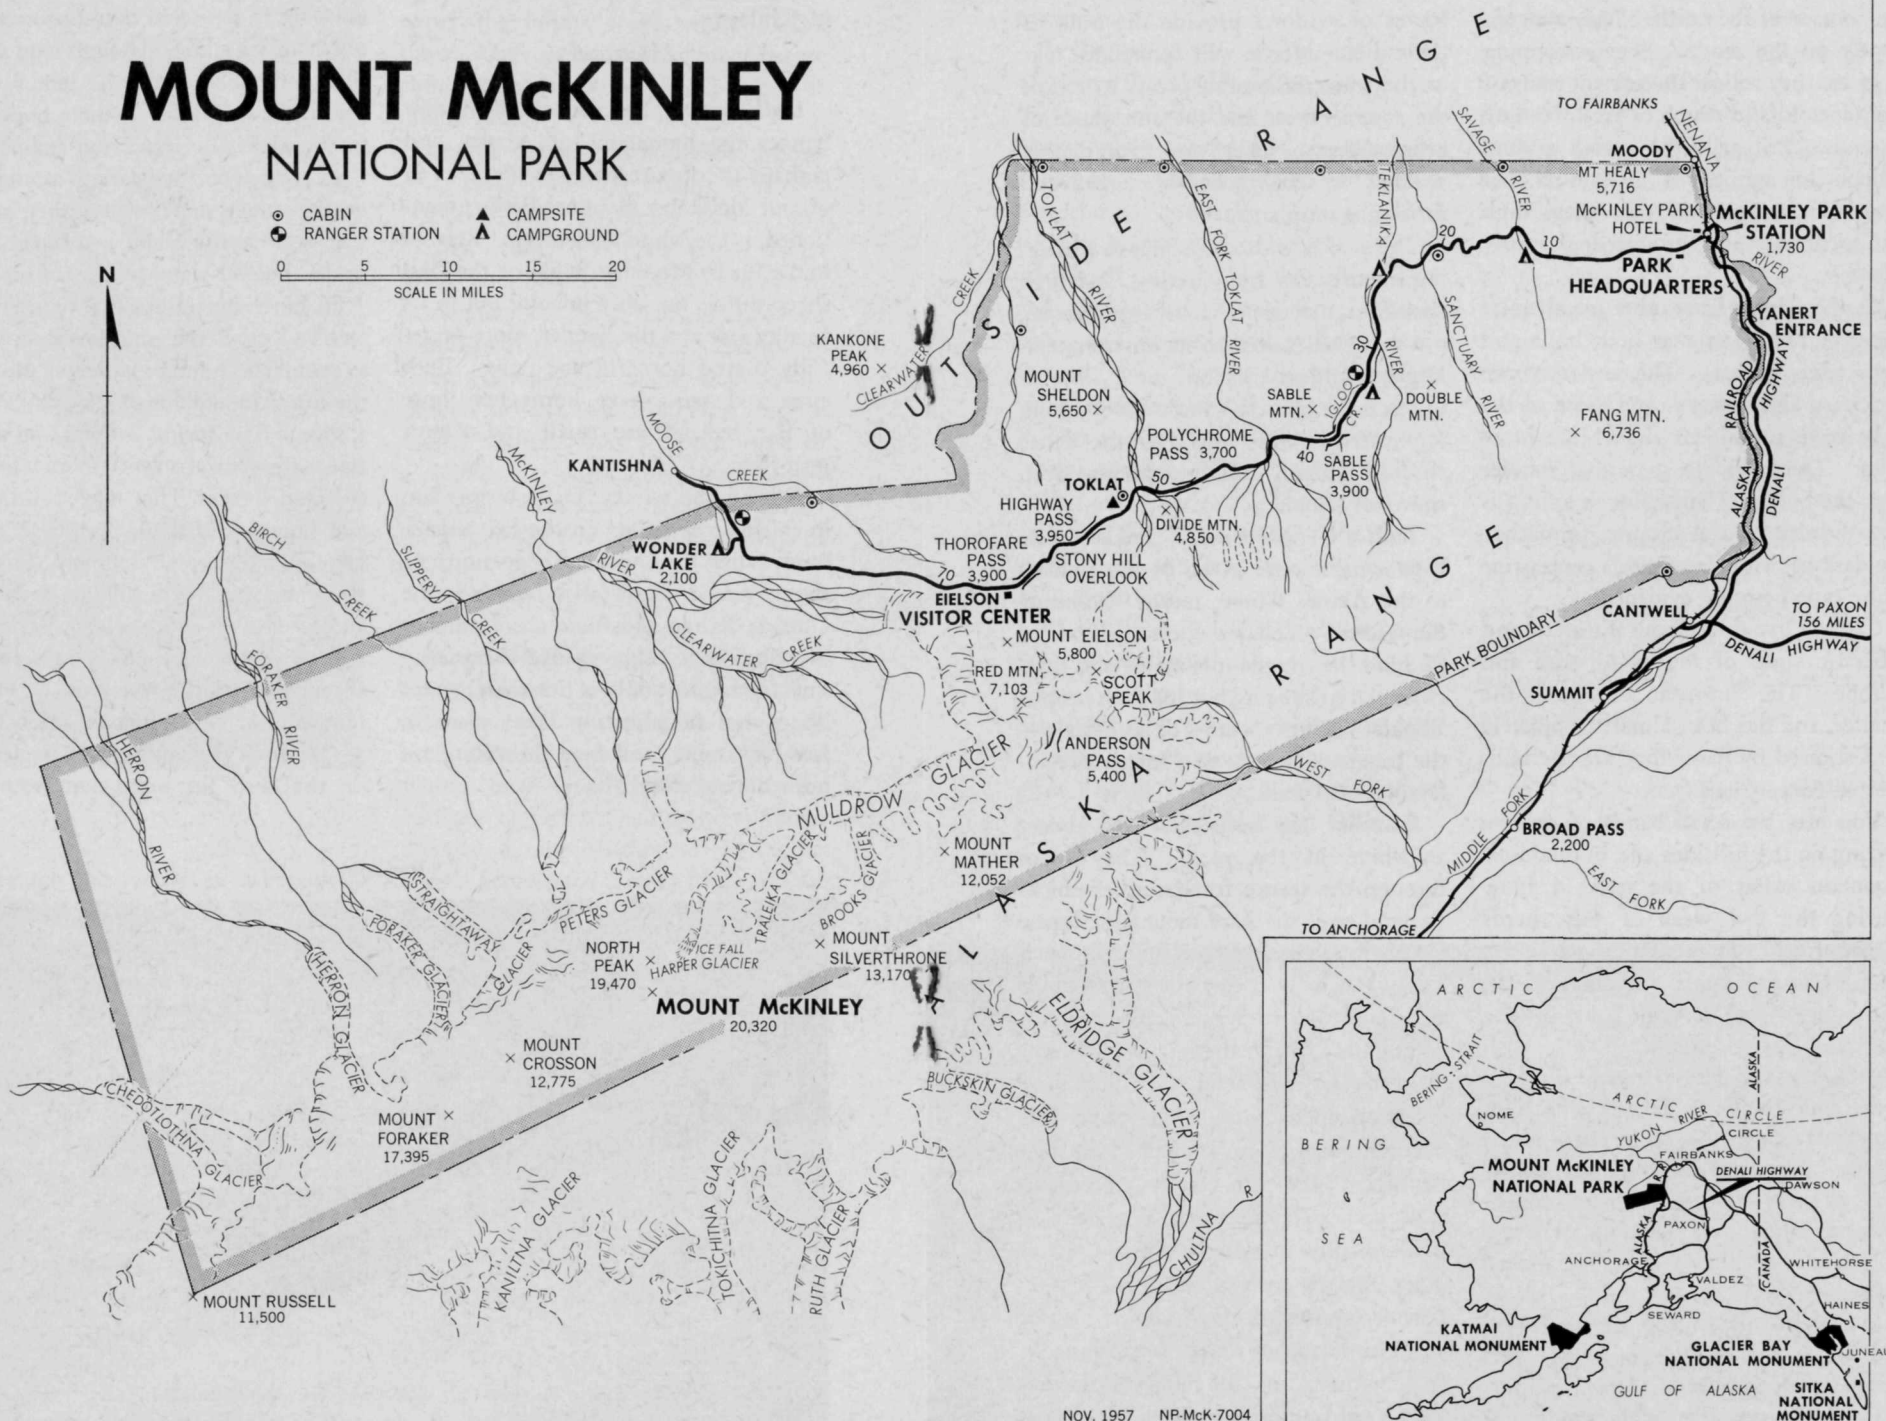 MOUNT McKINLEY
NATIONAL PARK
CABIN
RANGER STATION
CAMPSITE
CAMPGROUND
0 5 10 15 20
SCALE IN MILES
N
OUTSIDE RANGE
TO FAIRBANKS
NENANA
RIVER
SAVAGE
RIVER
MOODY
MT HEALY
5,716
McKINLEY PARK
HOTEL
McKINLEY PARK
STATION
1,730
PARK
HEADQUARTERS
YANERT
ENTRANCE
TEKLANIKA
RIVER
20
10
SANCTUARY
RIVER
EAST FORK TOKLAT RIVER
TOKLAT
RIVER
CLEARWATER
CREEK
KANKONE
PEAK
4,960
MOUNT
SHELDON
5,650
SABLE
MTN.
30
IGLOO
CR.
DOUBLE
MTN.
FANG MTN.
6,736
RAILROAD
HIGHWAY
ALASKA
DENALI
POLYCHROME
PASS 3,700
40
SABLE
PASS
3,900
MOOSE
CREEK
KANTISHNA
McKINLEY
RIVER
TOKLAT
50
HIGHWAY
PASS
3,950
DIVIDE MTN.
4,850
THOROFARE
PASS
3,900
STONY HILL
OVERLOOK
WONDER
LAKE
2,100
70
EIELSON
VISITOR CENTER
BIRCH
CREEK
SLIPPERY
CREEK
CLEARWATER
CREEK
MOUNT EIELSON
5,800
RED MTN.
7,103
SCOTT
PEAK
PARK BOUNDARY
CANTWELL
TO PAXON
156 MILES
DENALI HIGHWAY
SUMMIT
ALASKA RANGE
FORAKER
RIVER
HERRON
RIVER
ANDERSON
PASS
5,400
WEST
FORK
MULDROW
GLACIER
MIDDLE
FORK
BROAD PASS
2,200
EAST
FORK
TO ANCHORAGE
MOUNT
MATHER
12,052
TRALEIKA GLACIER
BROOKS GLACIER
STRAIGHTAWAY
GLACIER
PETERS GLACIER
FORAKER GLACIER
HERRON GLACIER
NORTH
PEAK
19,470
ICE FALL
HARPER GLACIER
MOUNT
SILVERTHRONE
13,170
MOUNT McKINLEY
20,320
MOUNT
CROSSON
12,775
ELDRIDGE GLACIER
BUCKSKIN GLACIER
CHEDOTLOTHNA GLACIER
MOUNT
FORAKER
17,395
KANILTNA GLACIER
TOKICHITNA GLACIER
RUTH GLACIER
CHULTNA
R
MOUNT RUSSELL
11,500
NOV. 1957 NP-McK-7004
ARCTIC OCEAN
BERING STRAIT
ALASKA
NOME
ARCTIC CIRCLE
YUKON RIVER
CIRCLE
BERING
SEA
FAIRBANKS
MOUNT McKINLEY
NATIONAL PARK
R.R.
DENALI HIGHWAY
DAWSON
PAXON
ALASKA
ANCHORAGE
CANADA
WHITEHORSE
VALDEZ
SEWARD
HAINES
KATMAI
NATIONAL MONUMENT
GLACIER BAY
NATIONAL MONUMENT
JUNEAU
GULF OF ALASKA
SITKA
NATIONAL
MONUMENT